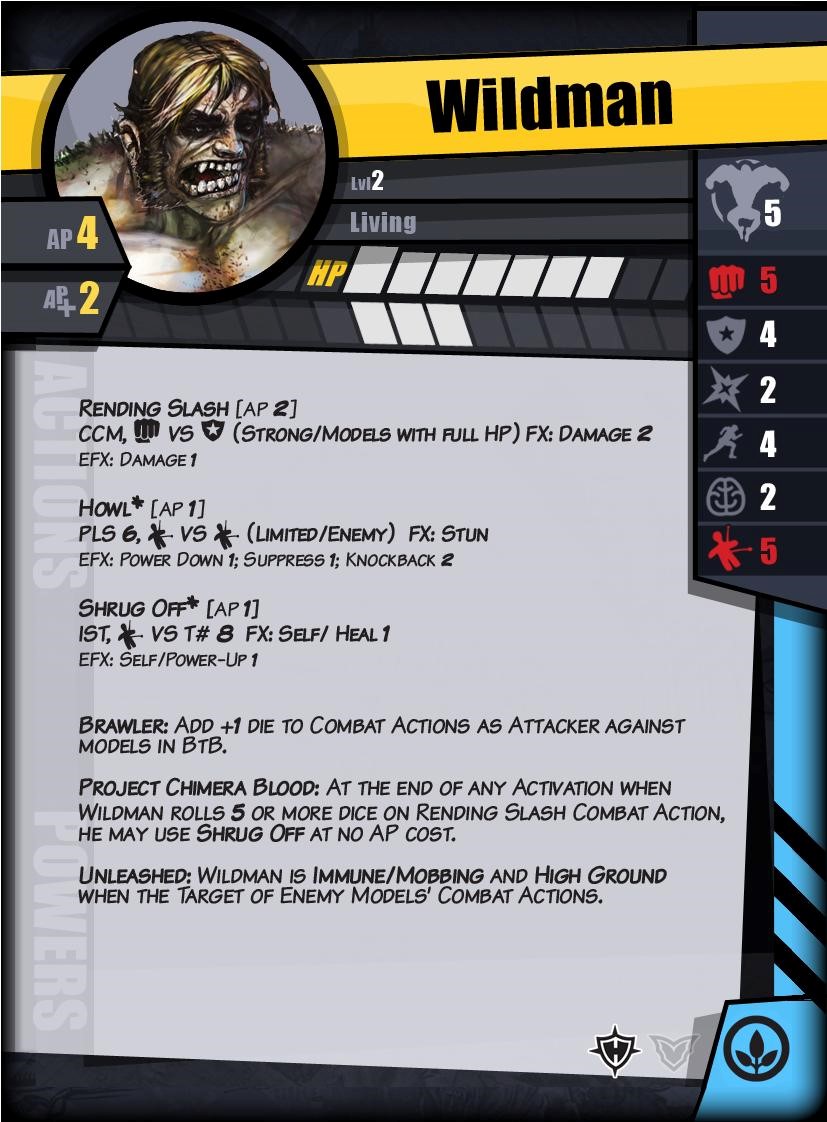 Wildman
Lvl2
Living
AP 4
AP+ 2
HP
5
5
4
2
4
2
5
ACTIONS
Rending Slash [AP 2]
CCM, VS (Strong/Models with full HP) FX: Damage 2
EFX: Damage 1
Howl* [AP 1]
PLS 6, VS (Limited/Enemy) FX: Stun
EFX: Power Down 1; Suppress 1; Knockback 2
Shrug Off* [AP 1]
IST, VS T# 8 FX: Self/ Heal 1
EFX: Self/Power-Up 1
POWERS
Brawler: Add +1 die to Combat Actions as Attacker against
models in BtB.
Project Chimera Blood: At the end of any Activation when
Wildman rolls 5 or more dice on Rending Slash Combat Action,
he may use Shrug Off at no AP cost.
Unleashed: Wildman is Immune/Mobbing and High Ground
when the Target of Enemy Models' Combat Actions.
H